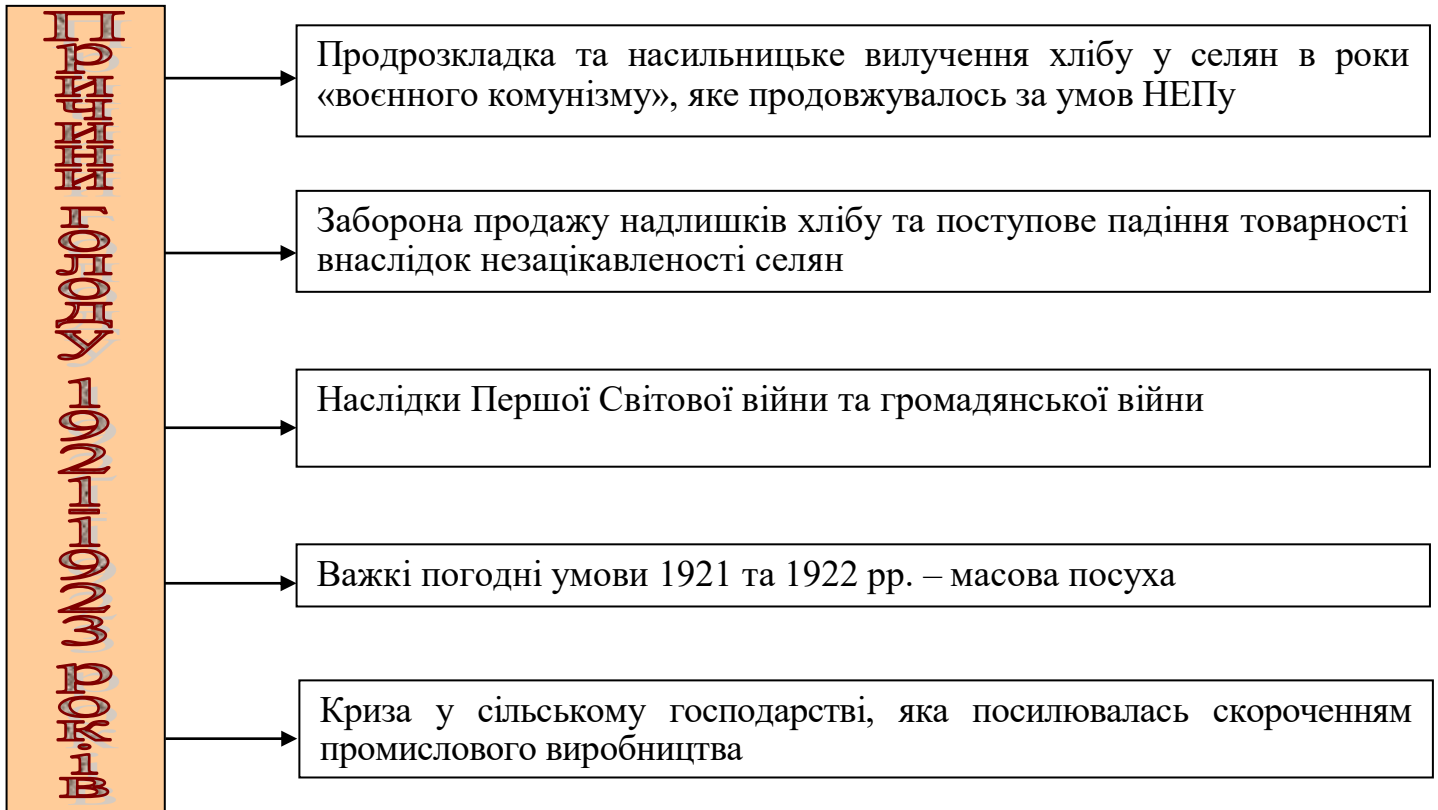 Причини голоду 1921-1923 років
Продрозкладка та насильницьке вилучення хлібу у селян в роки
«воєнного комунізму», яке продовжувалось за умов НЕПу
Заборона продажу надлишків хлібу та поступове падіння товарності
внаслідок незацікавленості селян
Наслідки Першої Світової війни та громадянської війни
Важкі погодні умови 1921 та 1922 рр. – масова посуха
Криза у сільському господарстві, яка посилювалась скороченням
промислового виробництва